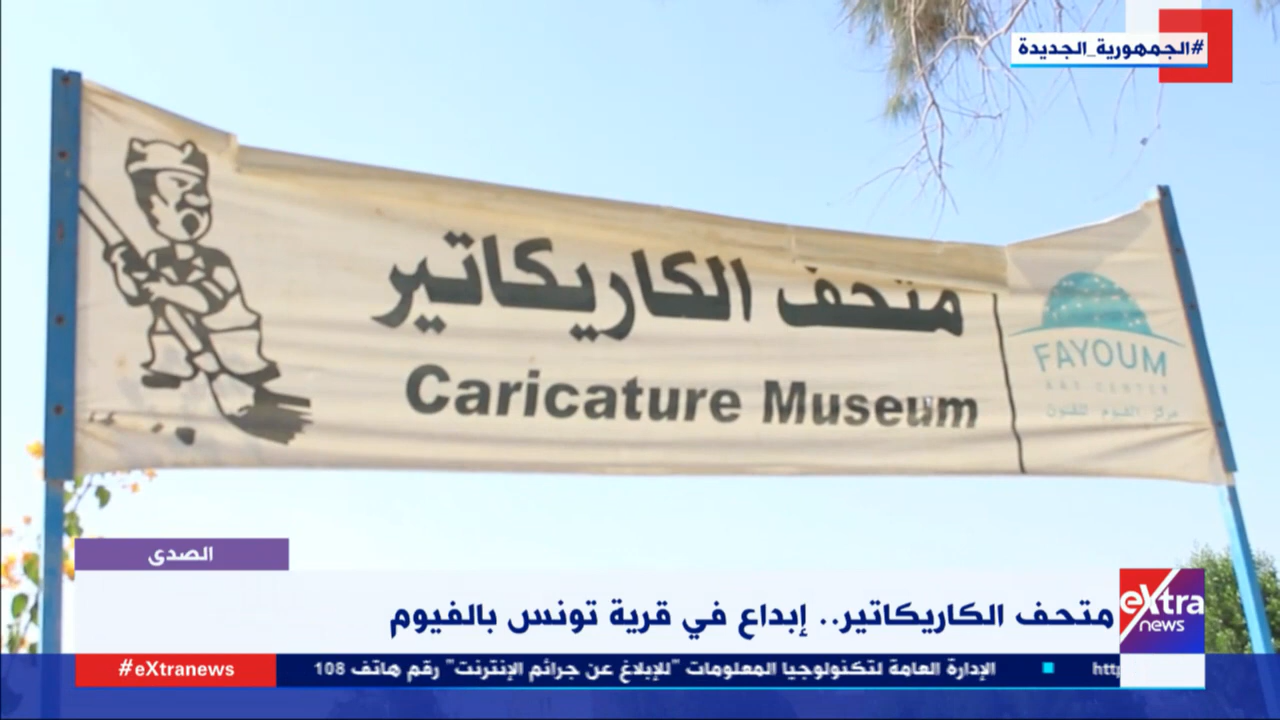 #الجمهورية_الجديدة
متحف الكاريكاتير
Caricature Museum
FAYOUM
ART CENTER
مركز الفيوم للفنون
الصدى
متحف الكاريكاتير.. إبداع في قرية تونس بالفيوم
eXtra
news
#eXtranews
الإدارة العامة لتكنولوجيا المعلومات "للإبلاغ عن جرائم الإنترنت" رقم هاتف 108